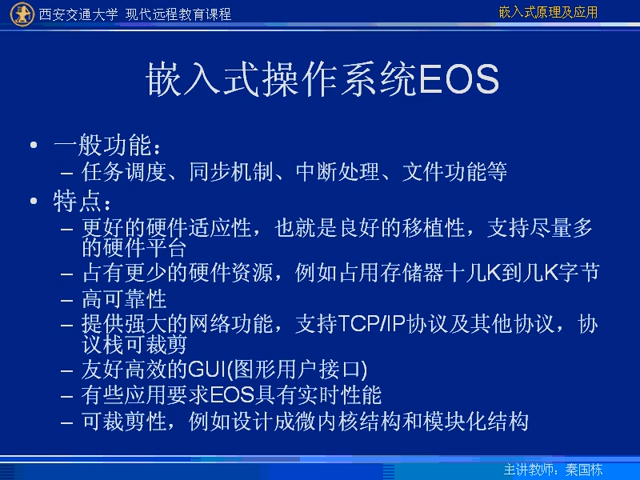 西安交通大学 现代远程教育课程
嵌入式原理及应用
嵌入式操作系统EOS
• 一般功能：
– 任务调度、同步机制、中断处理、文件功能等
• 特点：
– 更好的硬件适应性，也就是良好的移植性，支持尽量多
的硬件平台
– 占有更少的硬件资源，例如占用存储器十几K到几K字节
– 高可靠性
– 提供强大的网络功能，支持TCP/IP协议及其他协议，协
议栈可裁剪
– 友好高效的GUI(图形用户接口)
– 有些应用要求EOS具有实时性能
– 可裁剪性，例如设计成微内核结构和模块化结构
主讲教师：秦国栋